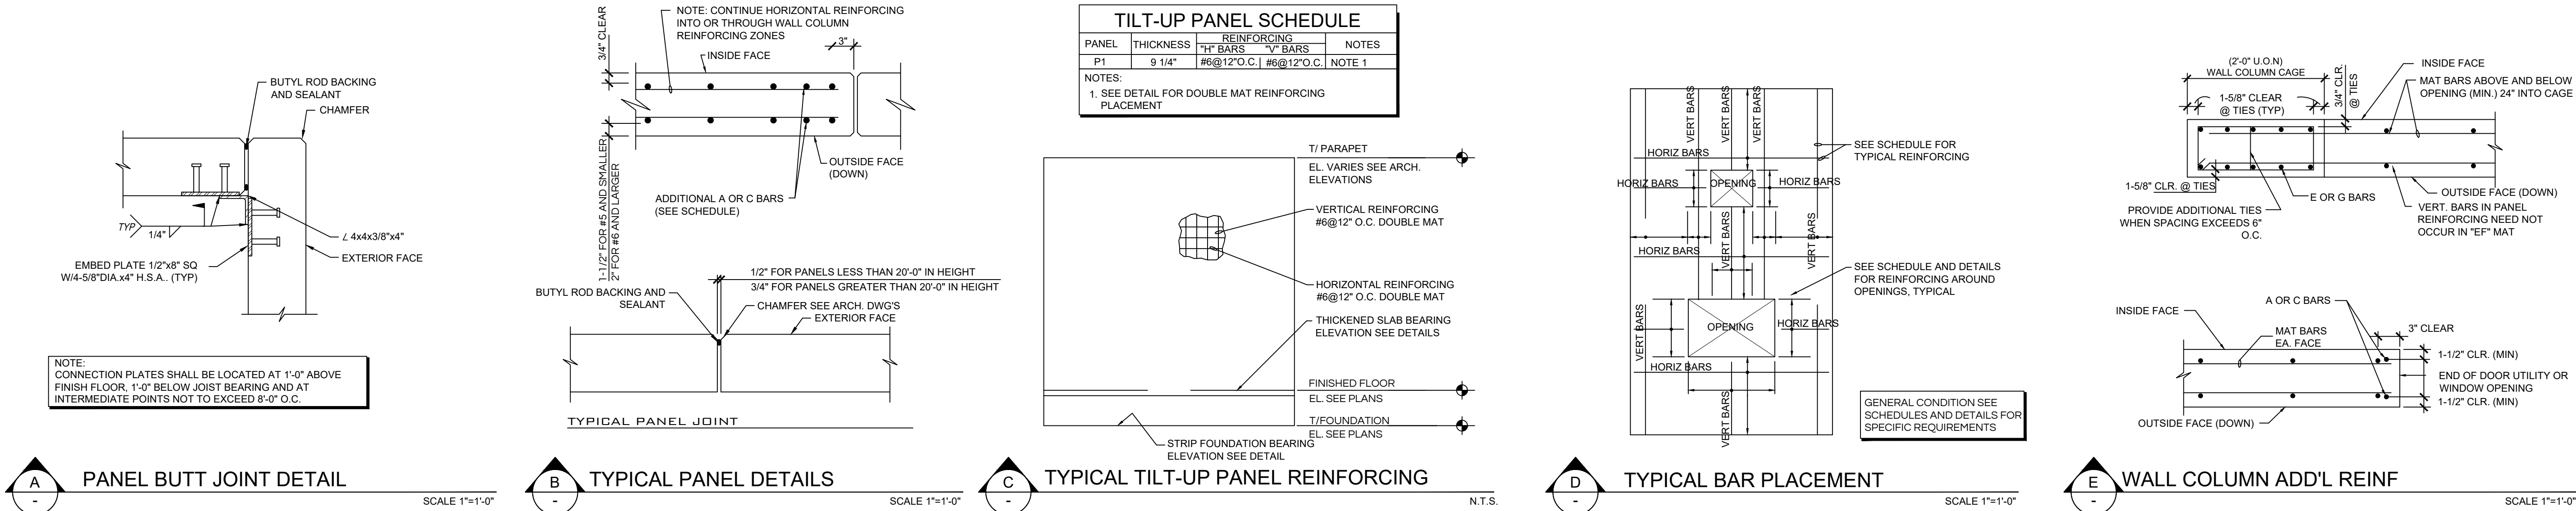 BUTYL ROD BACKING
AND SEALANT
CHAMFER
TYP
1/4"
∠ 4x4x3/8"x4"
EXTERIOR FACE
EMBED PLATE 1/2"x8" SQ
W/4-5/8"DIA.x4" H.S.A.. (TYP)
NOTE:
CONNECTION PLATES SHALL BE LOCATED AT 1'-0" ABOVE
FINISH FLOOR, 1'-0" BELOW JOIST BEARING AND AT
INTERMEDIATE POINTS NOT TO EXCEED 8'-0" O.C.
A
-
PANEL BUTT JOINT DETAIL
SCALE 1"=1'-0"
3/4" CLEAR
NOTE: CONTINUE HORIZONTAL REINFORCING
INTO OR THROUGH WALL COLUMN
REINFORCING ZONES
INSIDE FACE
3"
OUTSIDE FACE
(DOWN)
ADDITIONAL A OR C BARS
(SEE SCHEDULE)
1-1/2" FOR #5 AND SMALLER
2" FOR #6 AND LARGER
1/2" FOR PANELS LESS THAN 20'-0" IN HEIGHT
3/4" FOR PANELS GREATER THAN 20'-0" IN HEIGHT
BUTYL ROD BACKING AND
SEALANT
CHAMFER SEE ARCH. DWG'S
EXTERIOR FACE
TYPICAL PANEL JOINT
B
-
TYPICAL PANEL DETAILS
SCALE 1"=1'-0"
TILT-UP PANEL SCHEDULE
PANEL THICKNESS REINFORCING NOTES
"H" BARS "V" BARS
P1 9 1/4" #6@12"O.C. #6@12"O.C. NOTE 1
NOTES:
1. SEE DETAIL FOR DOUBLE MAT REINFORCING
PLACEMENT
T/ PARAPET
EL. VARIES SEE ARCH.
ELEVATIONS
VERTICAL REINFORCING
#6@12" O.C. DOUBLE MAT
HORIZONTAL REINFORCING
#6@12" O.C. DOUBLE MAT
THICKENED SLAB BEARING
ELEVATION SEE DETAILS
FINISHED FLOOR
EL. SEE PLANS
T/FOUNDATION
EL. SEE PLANS
STRIP FOUNDATION BEARING
ELEVATION SEE DETAIL
C
-
TYPICAL TILT-UP PANEL REINFORCING
N.T.S.
VERT BARS
VERT BARS
VERT BARS
HORIZ BARS
HORIZ BARS
OPENING
HORIZ BARS
VERT BARS
VERT BARS
HORIZ BARS
VERT BARS
OPENING
HORIZ BARS
HORIZ BARS
VERT BARS
SEE SCHEDULE FOR
TYPICAL REINFORCING
SEE SCHEDULE AND DETAILS
FOR REINFORCING AROUND
OPENINGS, TYPICAL
GENERAL CONDITION SEE
SCHEDULES AND DETAILS FOR
SPECIFIC REQUIREMENTS
D
-
TYPICAL BAR PLACEMENT
SCALE 1"=1'-0"
(2'-0" U.O.N)
WALL COLUMN CAGE
1-5/8" CLEAR
@ TIES (TYP)
3/4" CLR.
@ TIES
INSIDE FACE
MAT BARS ABOVE AND BELOW
OPENING (MIN.) 24" INTO CAGE
1-5/8" CLR. @ TIES
E OR G BARS
OUTSIDE FACE (DOWN)
PROVIDE ADDITIONAL TIES
WHEN SPACING EXCEEDS 6"
O.C.
VERT. BARS IN PANEL
REINFORCING NEED NOT
OCCUR IN "EF" MAT
A OR C BARS
INSIDE FACE
MAT BARS
EA. FACE
3" CLEAR
1-1/2" CLR. (MIN)
END OF DOOR UTILITY OR
WINDOW OPENING
1-1/2" CLR. (MIN)
OUTSIDE FACE (DOWN)
E
-
WALL COLUMN ADD'L REINF
SCALE 1"=1'-0"